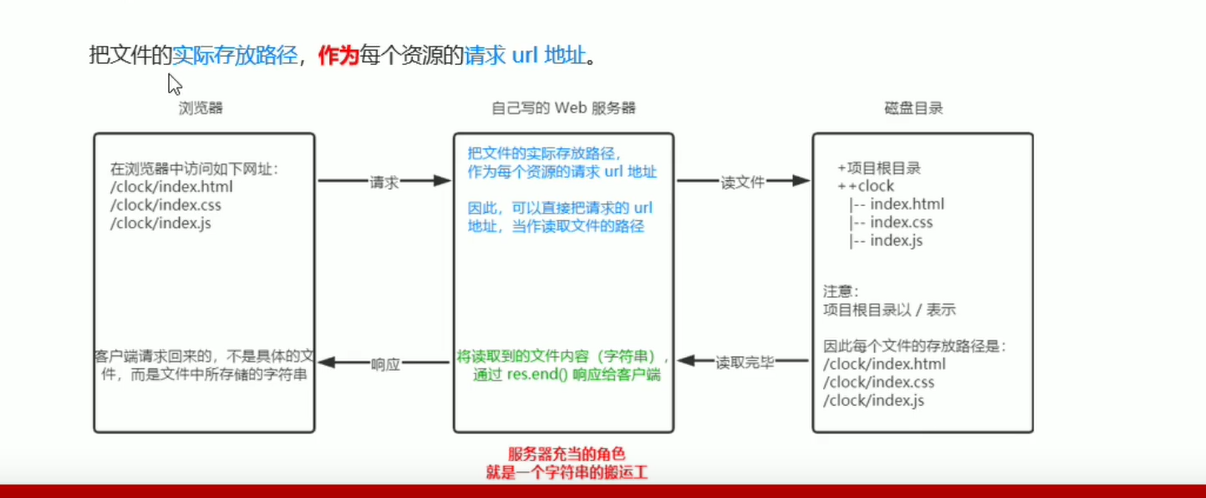 把文件的实际存放路径，作为每个资源的请求 url 地址。
浏览器
自己写的 Web 服务器
磁盘目录
在浏览器中访问如下网址：
/clock/index.html
/clock/index.css
/clock/index.js
请求
把文件的实际存放路径，
作为每个资源的请求 url 地址
因此，可以直接把请求的 url
地址，当作读取文件的路径
读文件
+项目根目录
++clock
|-- index.html
|-- index.css
|-- index.js
注意：
项目根目录以 / 表示
因此每个文件的存放路径是：
/clock/index.html
/clock/index.css
/clock/index.js
客户端请求回来的，不是具体的文
件，而是文件中所存储的字符串
响应
将读取到的文件内容（字符串），
通过 res.end() 响应给客户端
读取完毕
服务器充当的角色
就是一个字符串的搬运工